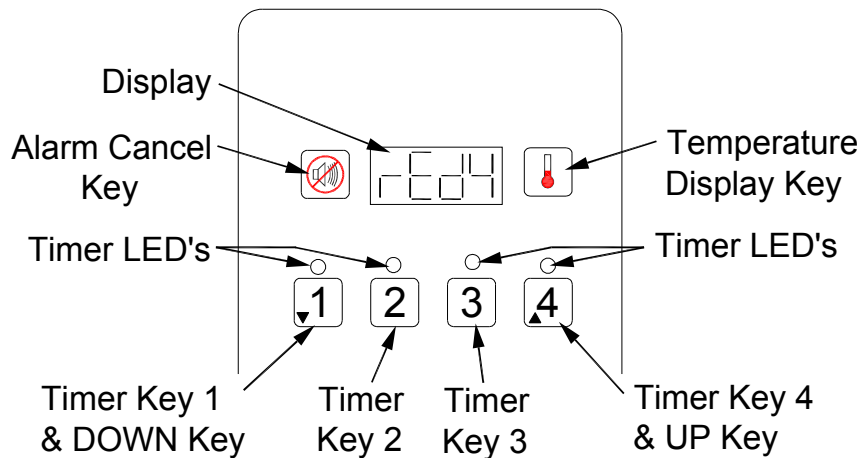 Display
Alarm Cancel
Key
rEd4
Temperature
Display Key
Timer LED's
Timer LED's
1
2
3
4
Timer Key 1
& DOWN Key
Timer
Key 2
Timer
Key 3
Timer Key 4
& UP Key